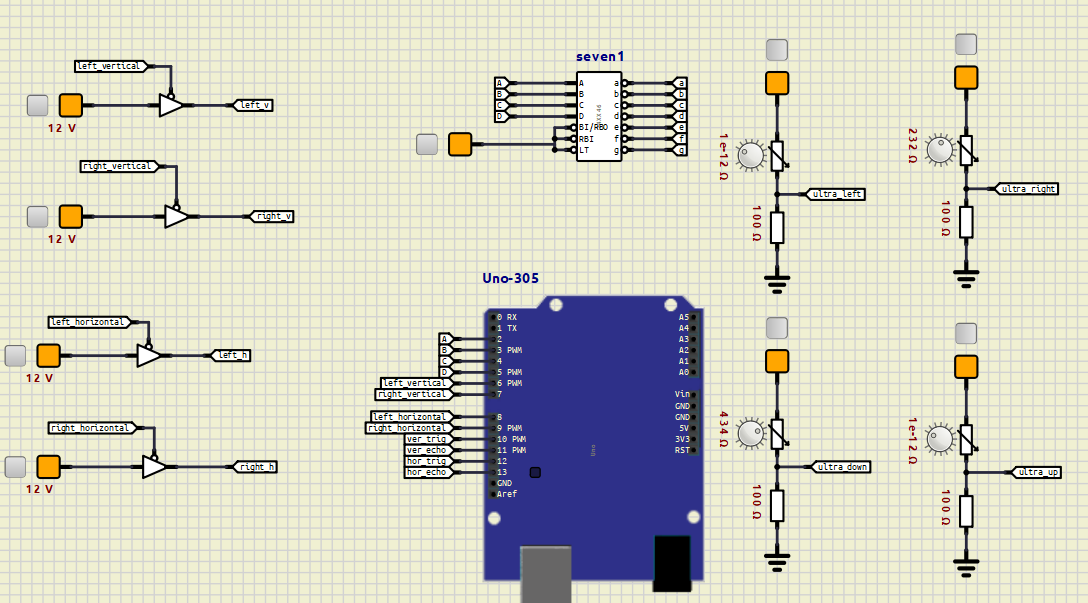 left_vertical
left_v
12 V
right_vertical
right_v
12 V
left_horizontal
left_h
12 V
right_horizontal
right_h
12 V
seven1
A A a a
B B b b
C C c c
D D d d
BI/RBO e e
RBI f f
LT g g
1e-12 Ω
ultra_left
100 Ω
232 Ω
ultra_right
100 Ω
Uno-305
0 RX A5
1 TX A4
A 2 A3
B 3 PWM A2
C 4 A1
D 5 PWM A0
left_vertical 6 PWM
right_vertical 7 Vin
GND
left_horizontal 8 GND
right_horizontal 9 PWM 5V
ver_trig 10 PWM 3V3
ver_echo 11 PWM RST
hor_trig 12
hor_echo 13
GND
Aref
434 Ω
ultra_down
100 Ω
1e-12 Ω
ultra_up
100 Ω